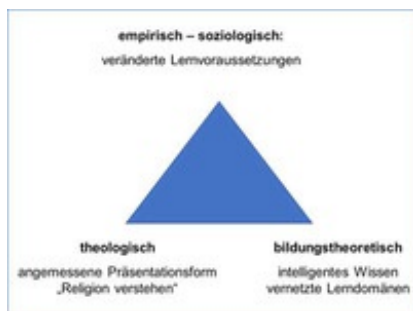 empirisch – soziologisch:
veränderte Lernvoraussetzungen
theologisch
angemessene Präsentationsform
„Religion verstehen“
bildungstheoretisch
intelligentes Wissen
vernetzte Lerndomänen